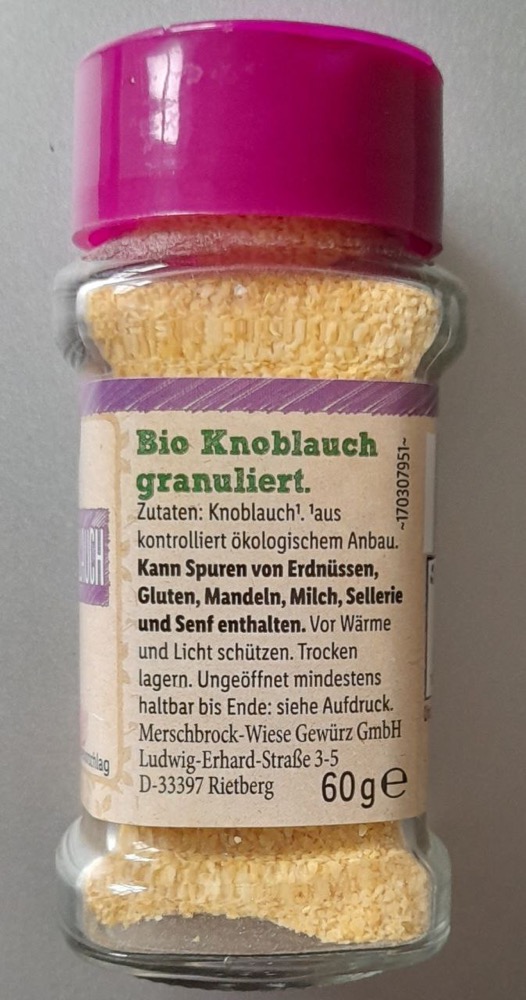 Bio Knoblauch
granuliert.
Zutaten: Knoblauch¹. ¹aus
kontrolliert ökologischem Anbau.
Kann Spuren von Erdnüssen,
Gluten, Mandeln, Milch, Sellerie
und Senf enthalten. Vor Wärme
und Licht schützen. Trocken
lagern. Ungeöffnet mindestens
haltbar bis Ende: siehe Aufdruck.
Merschbrock-Wiese Gewürz GmbH
Ludwig-Erhard-Straße 3-5
D-33397 Rietberg
60g℮
~170307951~